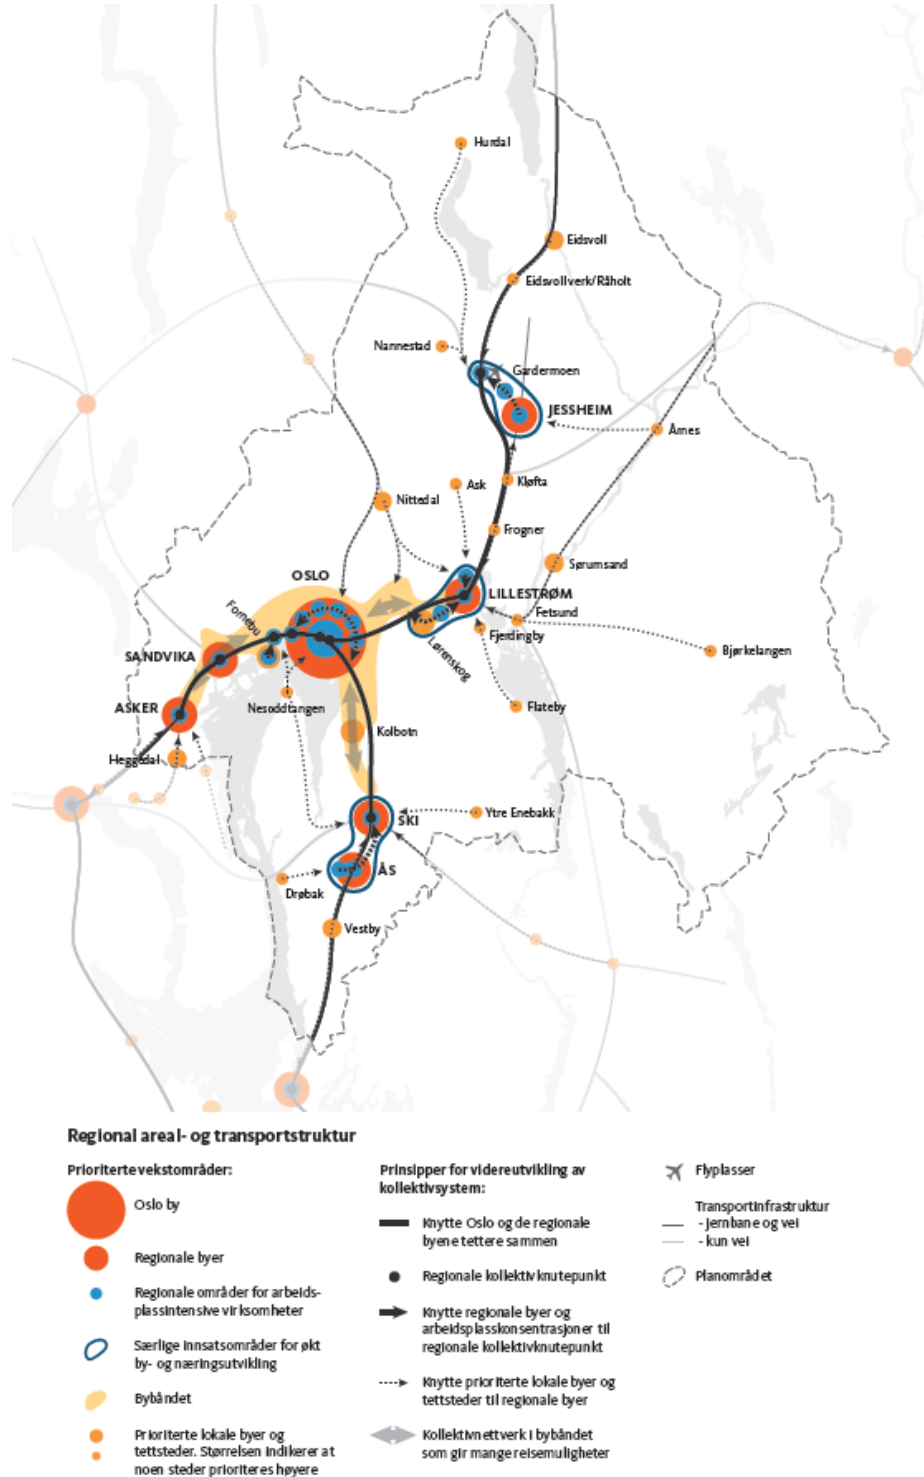 Hurdal
Eidsvoll
Eidsvollverk/Råholt
Nannestad
Gardermoen
JESSHEIM
Årnes
Ask
Kløfta
Nittedal
Frogner
Sørumsand
OSLO
LILLESTRØM
Fetsund
Fornebu
Fjerdingby
Lørenskog
Bjørkelangen
SANDVIKA
Nesoddtangen
Flateby
ASKER
Kolbotn
Heggedal
Ytre Enebakk
SKI
ÅS
Drøbak
Vestby
Regional areal- og transportstruktur
Prioriterte vekstområder:
Oslo by
Regionale byer
Regionale områder for arbeids-
plassintensive virksomheter
Særlige innsatsområder for økt
by- og næringsutvikling
Bybåndet
Prioriterte lokale byer og
tettsteder. Størrelsen indikerer at
noen steder prioriteres høyere
Prinsipper for videreutvikling av
kollektivsystem:
Knytte Oslo og de regionale
byene tettere sammen
Regionale kollektivknutepunkt
Knytte regionale byer og
arbeidsplasskonsentrasjoner til
regionale kollektivknutepunkt
Knytte prioriterte lokale byer og
tettsteder til regionale byer
Kollektivnettverk i bybåndet
som gir mange reisemuligheter
Flyplasser
Transportinfrastruktur
- Jernbane og vei
- kun vei
Planområdet